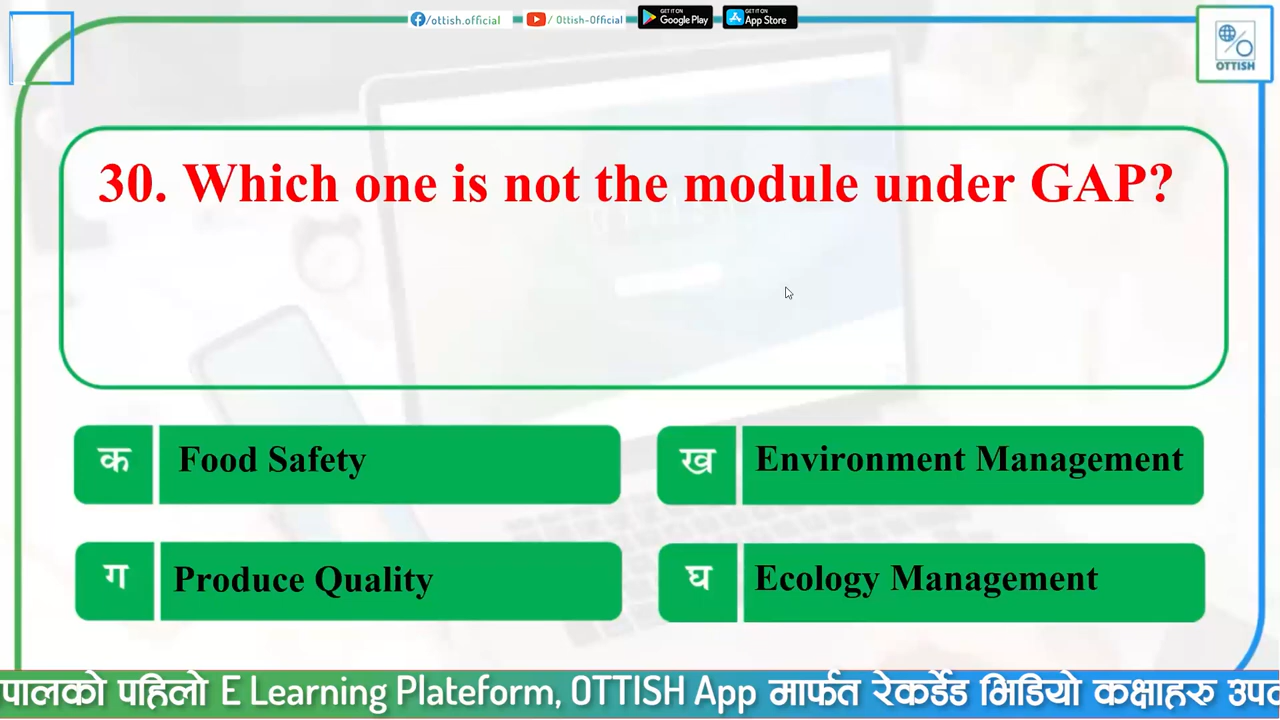 /ottish.official
/ Ottish-Official
GET IT ON
Google Play
GET IT ON
App Store
OTTISH
30. Which one is not the module under GAP?
क
Food Safety
ख
Environment Management
ग
Produce Quality
घ
Ecology Management
पालको पहिलो E Learning Plateform, OTTISH App मार्फत रेकर्डेड भिडियो कक्षाहरु उपल